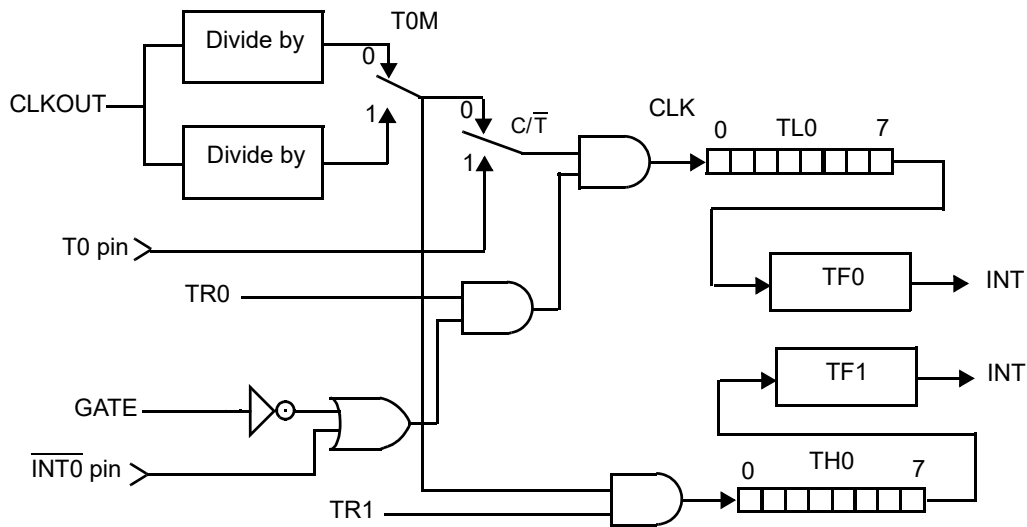 Divide by
T0M
0
CLKOUT
1
0
C/T̅
CLK
0 TL0 7
Divide by
1
T0 pin
TR0
TF0
INT
TF1
INT
GATE
I̅N̅T̅0̅ pin
0 TH0 7
TR1